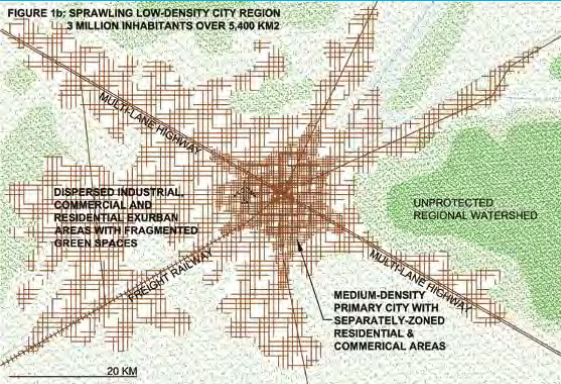 FIGURE 1b: SPRAWLING LOW-DENSITY CITY REGION
3 MILLION INHABITANTS OVER 5,400 KM2
MULTI-LANE HIGHWAY
DISPERSED INDUSTRIAL,
COMMERCIAL AND
RESIDENTIAL EXURBAN
AREAS WITH FRAGMENTED
GREEN SPACES
UNPROTECTED
REGIONAL WATERSHED
FREIGHT RAILWAY
MULTI-LANE HIGHWAY
MEDIUM-DENSITY
PRIMARY CITY WITH
SEPARATELY-ZONED
RESIDENTIAL &
COMMERICAL AREAS
20 KM